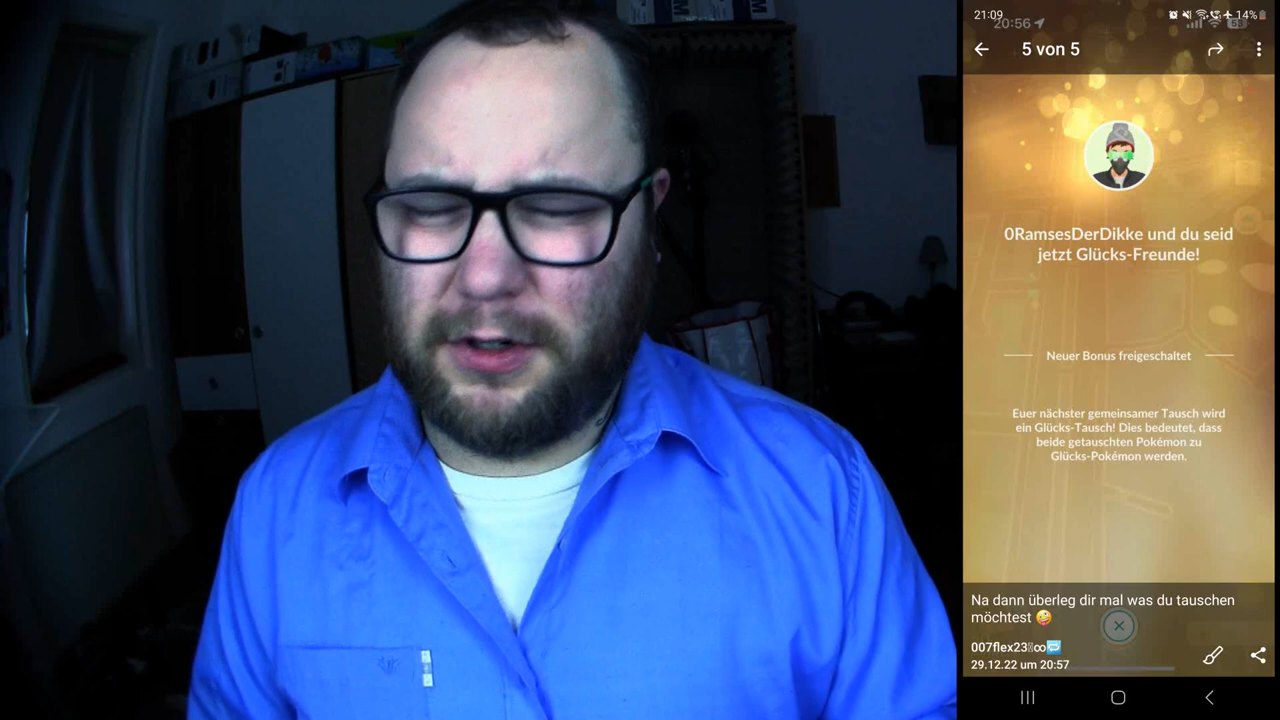 21:09
14%
20:56
5 von 5
0RamsesDerDikke und du seid
jetzt Glücks-Freunde!
Neuer Bonus freigeschaltet
Euer nächster gemeinsamer Tausch wird
ein Glücks-Tausch! Dies bedeutet, dass
beide getauschten Pokémon zu
Glücks-Pokémon werden.
Na dann überleg dir mal was du tauschen
möchtest 🤪
007flex23
29.12.22 um 20:57